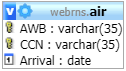 v webrns.air
AWB : varchar(35)
CCN : varchar(35)
Arrival : date